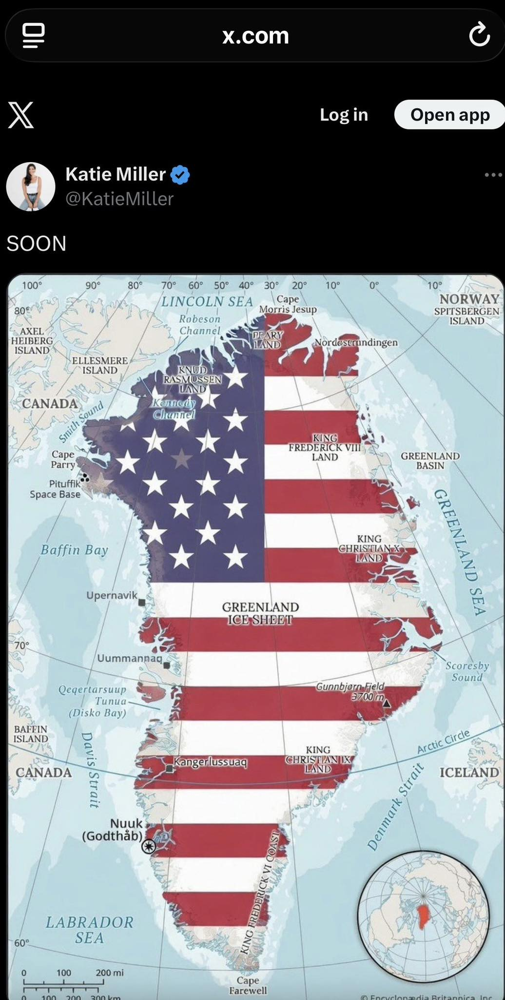 x.com
Log in
Open app
Katie Miller
@KatieMiller
SOON
100°
90°
80°
70°
60°
50°
40°
30°
20°
10°
0°
10°
LINCOLN SEA
Cape
Morris Jesup
NORWAY
SPITSBERGEN
ISLAND
80°
Robeson
Channel
AXEL
HEIBERG
ISLAND
PEARY
LAND
Nordostrundingen
ELLESMERE
ISLAND
KNUD
RASMUSSEN
LAND
CANADA
Kennedy
Channel
Smith Sound
KING
FREDERICK VIII
LAND
Cape
Parry
GREENLAND
BASIN
Pituffik
Space Base
GREENLAND SEA
Baffin Bay
KING
CHRISTIAN X
LAND
Upernavik
GREENLAND
ICE SHEET
70°
Uummannaq
Scoresby
Sound
Qeqertarsuup
Tunua
(Disko Bay)
Gunnbjørn Fjeld
3700 m
BAFFIN
ISLAND
Davis Strait
Arctic Circle
KING
CHRISTIAN IX
LAND
Kangerlussuaq
CANADA
ICELAND
Denmark Strait
Nuuk
(Godthåb)
KING FREDERICK VI COAST
LABRADOR
SEA
60°
0 100 200 mi
0 100 200 300 km
Cape
Farewell
© Encyclopædia Britannica, Inc.